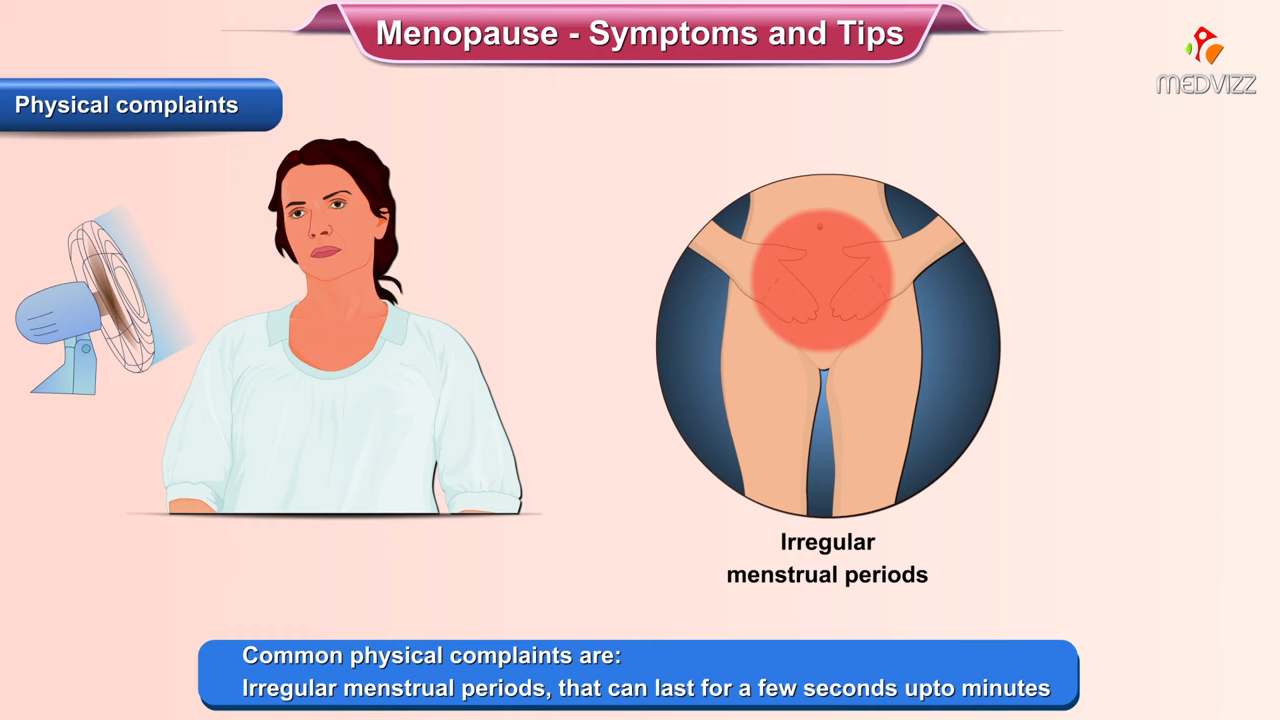 Menopause - Symptoms and Tips
MEDVIZZ
Physical complaints
Irregular
menstrual periods
Common physical complaints are:
Irregular menstrual periods, that can last for a few seconds upto minutes